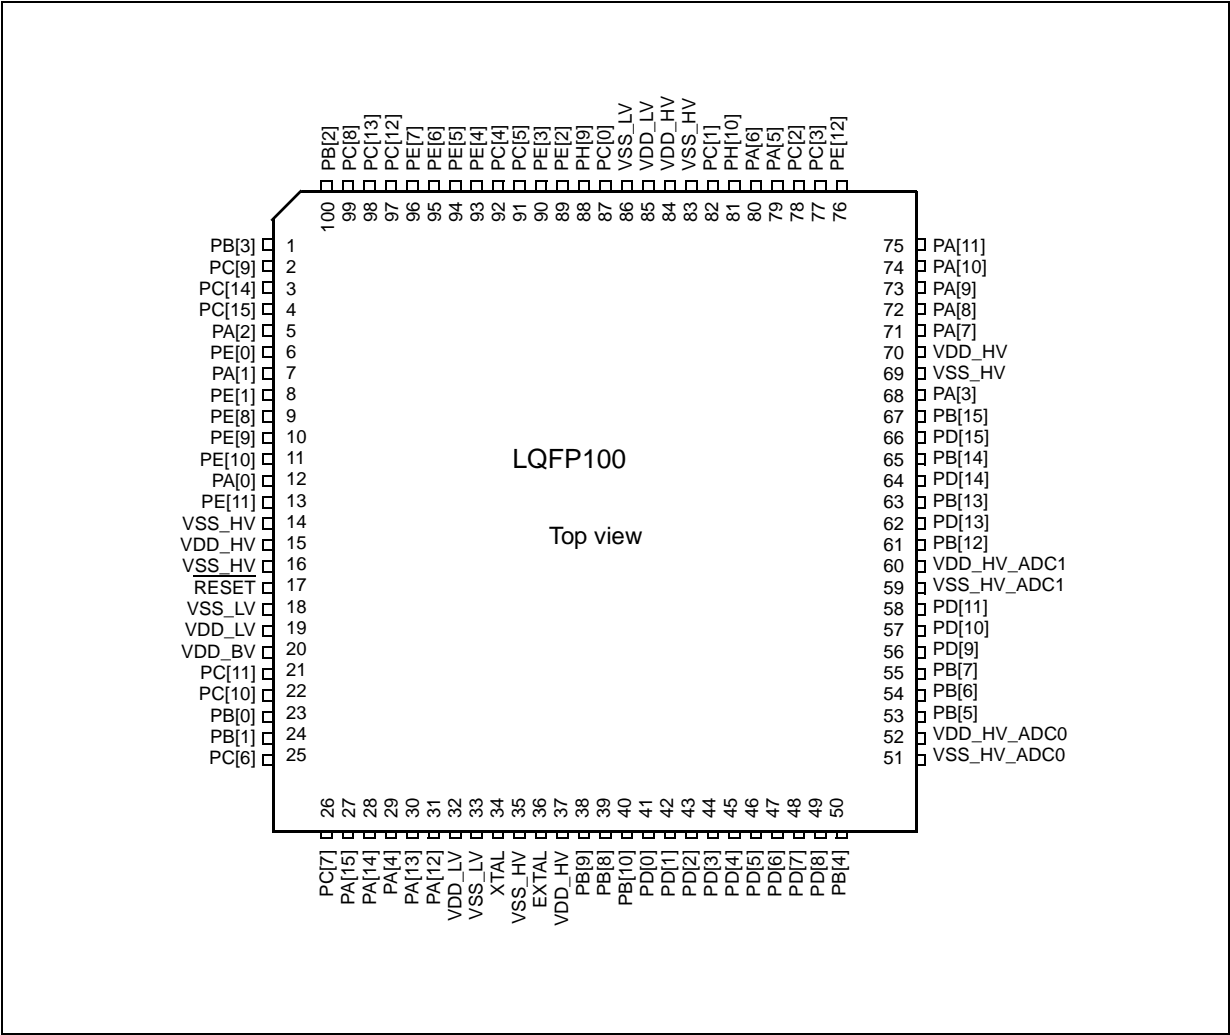 PB[2] PC[8] PC[13] PC[12] PE[7] PE[6] PE[5] PE[4] PC[4] PC[5] PE[3] PE[2] PH[9] PC[0] VSS_LV VDD_LV VDD_HV VSS_HV PC[1] PH[10] PA[6] PA[5] PC[2] PC[3] PE[12]
100 99 98 97 96 95 94 93 92 91 90 89 88 87 86 85 84 83 82 81 80 79 78 77 76
PB[3] 1 75 PA[11]
PC[9] 2 74 PA[10]
PC[14] 3 73 PA[9]
PC[15] 4 72 PA[8]
PA[2] 5 71 PA[7]
PE[0] 6 70 VDD_HV
PA[1] 7 69 VSS_HV
PE[1] 8 68 PA[3]
PE[8] 9 67 PB[15]
PE[9] 10 66 PD[15]
PE[10] 11 LQFP100 65 PB[14]
PA[0] 12 64 PD[14]
PE[11] 13 63 PB[13]
VSS_HV 14 62 PD[13]
VDD_HV 15 Top view 61 PB[12]
VSS_HV 16 60 VDD_HV_ADC1
RESET 17 59 VSS_HV_ADC1
VSS_LV 18 58 PD[11]
VDD_LV 19 57 PD[10]
VDD_BV 20 56 PD[9]
PC[11] 21 55 PB[7]
PC[10] 22 54 PB[6]
PB[0] 23 53 PB[5]
PB[1] 24 52 VDD_HV_ADC0
PC[6] 25 51 VSS_HV_ADC0
26 27 28 29 30 31 32 33 34 35 36 37 38 39 40 41 42 43 44 45 46 47 48 49 50
PC[7] PA[15] PA[14] PA[4] PA[13] PA[12] VDD_LV VSS_LV XTAL VSS_HV EXTAL VDD_HV PB[9] PB[8] PB[10] PD[0] PD[1] PD[2] PD[3] PD[4] PD[5] PD[6] PD[7] PD[8] PB[4]